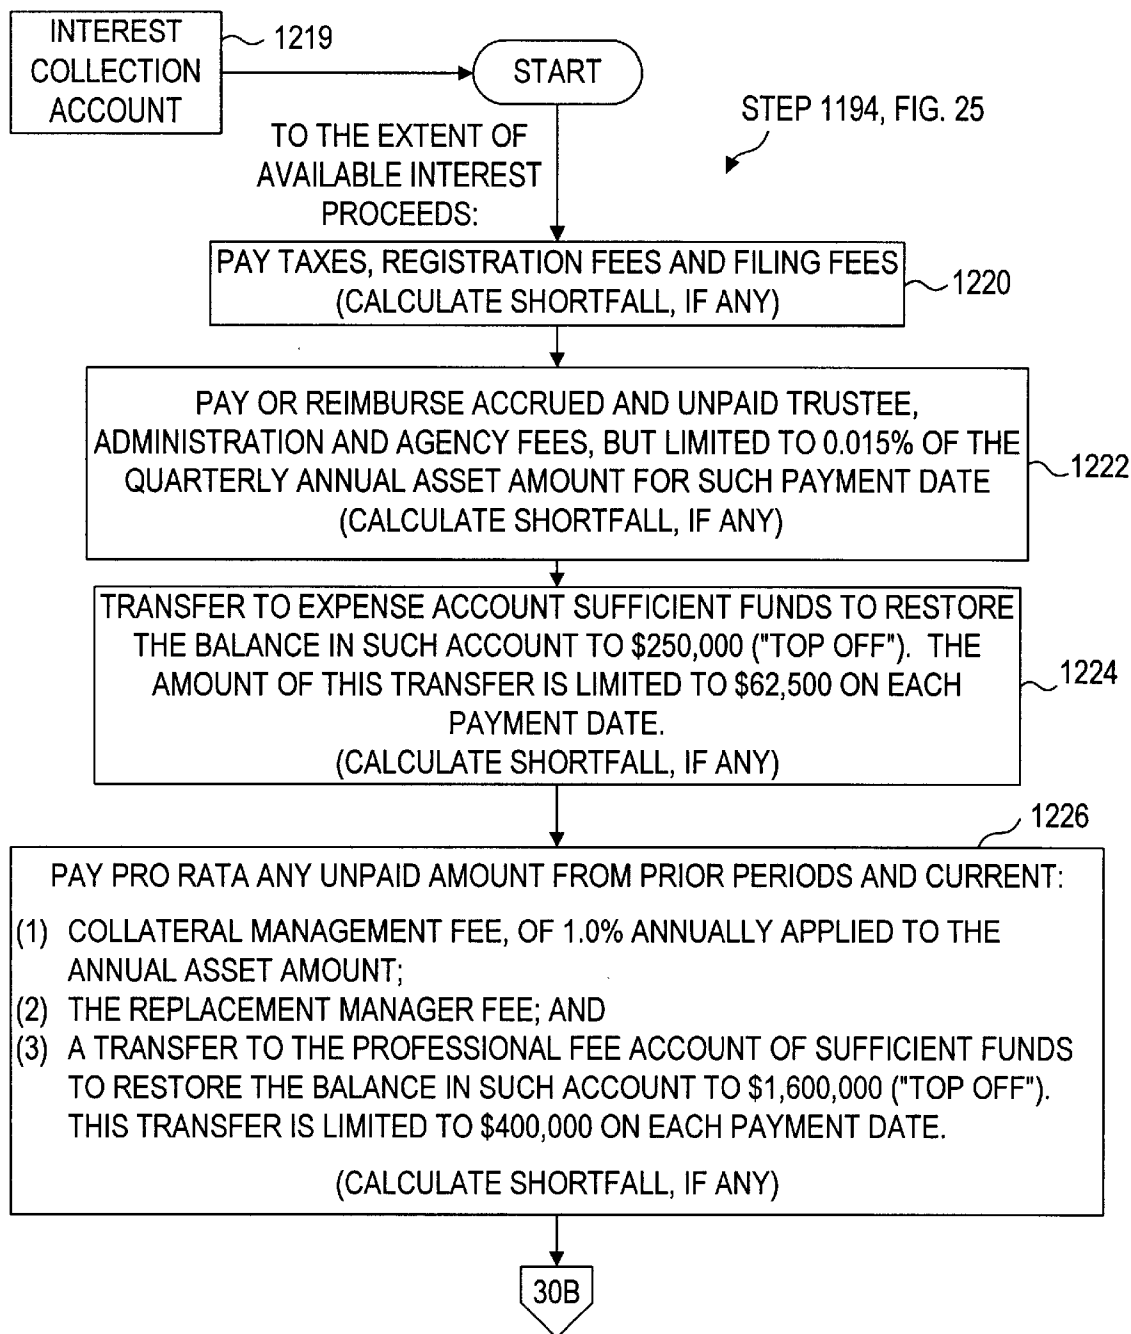 INTEREST
COLLECTION
ACCOUNT
1219
START
STEP 1194, FIG. 25
TO THE EXTENT OF
AVAILABLE INTEREST
PROCEEDS:
PAY TAXES, REGISTRATION FEES AND FILING FEES
(CALCULATE SHORTFALL, IF ANY)
1220
PAY OR REIMBURSE ACCRUED AND UNPAID TRUSTEE,
ADMINISTRATION AND AGENCY FEES, BUT LIMITED TO 0.015% OF THE
QUARTERLY ANNUAL ASSET AMOUNT FOR SUCH PAYMENT DATE
(CALCULATE SHORTFALL, IF ANY)
1222
TRANSFER TO EXPENSE ACCOUNT SUFFICIENT FUNDS TO RESTORE
THE BALANCE IN SUCH ACCOUNT TO $250,000 ("TOP OFF"). THE
AMOUNT OF THIS TRANSFER IS LIMITED TO $62,500 ON EACH
PAYMENT DATE.
(CALCULATE SHORTFALL, IF ANY)
1224
1226
PAY PRO RATA ANY UNPAID AMOUNT FROM PRIOR PERIODS AND CURRENT:
(1) COLLATERAL MANAGEMENT FEE, OF 1.0% ANNUALLY APPLIED TO THE
ANNUAL ASSET AMOUNT;
(2) THE REPLACEMENT MANAGER FEE; AND
(3) A TRANSFER TO THE PROFESSIONAL FEE ACCOUNT OF SUFFICIENT FUNDS
TO RESTORE THE BALANCE IN SUCH ACCOUNT TO $1,600,000 ("TOP OFF").
THIS TRANSFER IS LIMITED TO $400,000 ON EACH PAYMENT DATE.
(CALCULATE SHORTFALL, IF ANY)
30B